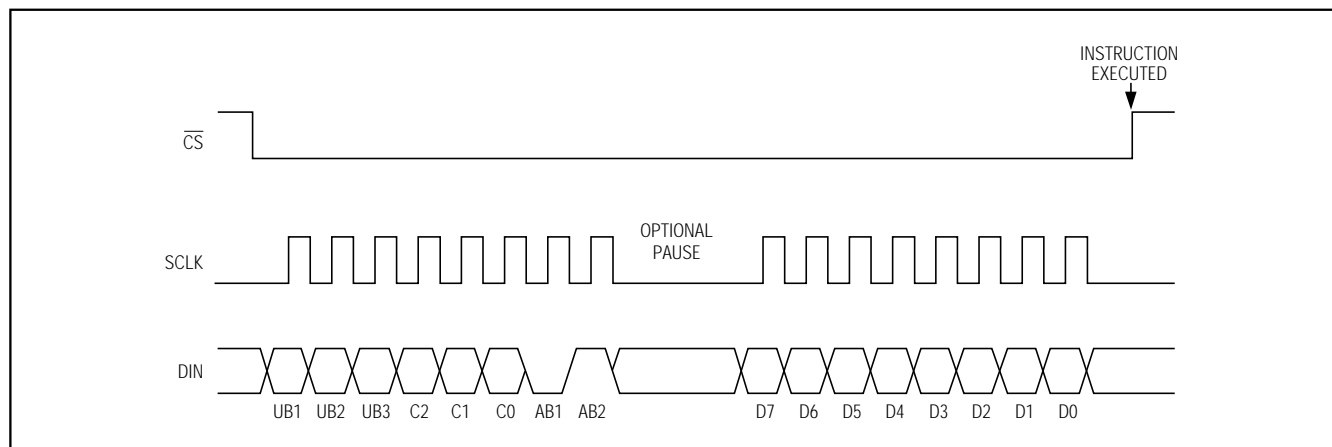 INSTRUCTION
EXECUTED
CS
OPTIONAL
PAUSE
SCLK
DIN
UB1 UB2 UB3 C2 C1 C0 AB1 AB2 D7 D6 D5 D4 D3 D2 D1 D0